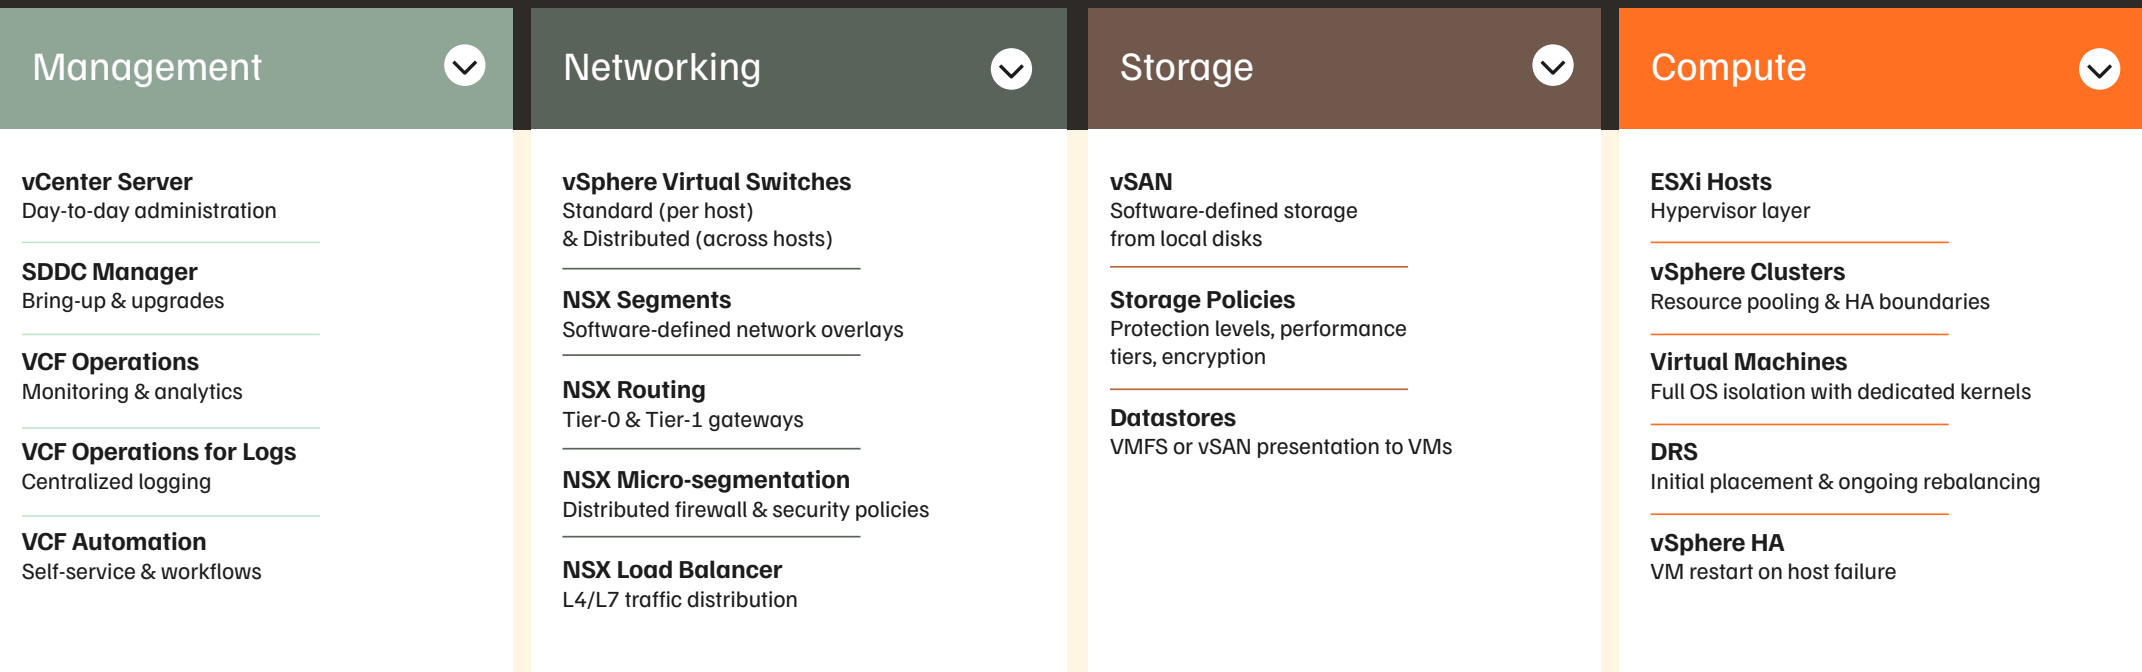 Management
vCenter Server
Day-to-day administration
SDDC Manager
Bring-up & upgrades
VCF Operations
Monitoring & analytics
VCF Operations for Logs
Centralized logging
VCF Automation
Self-service & workflows
Networking
vSphere Virtual Switches
Standard (per host)
& Distributed (across hosts)
NSX Segments
Software-defined network overlays
NSX Routing
Tier-0 & Tier-1 gateways
NSX Micro-segmentation
Distributed firewall & security policies
NSX Load Balancer
L4/L7 traffic distribution
Storage
vSAN
Software-defined storage
from local disks
Storage Policies
Protection levels, performance
tiers, encryption
Datastores
VMFS or vSAN presentation to VMs
Compute
ESXi Hosts
Hypervisor layer
vSphere Clusters
Resource pooling & HA boundaries
Virtual Machines
Full OS isolation with dedicated kernels
DRS
Initial placement & ongoing rebalancing
vSphere HA
VM restart on host failure